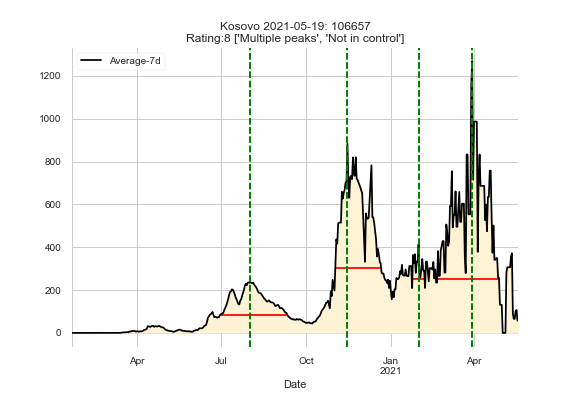 Kosovo 2021-05-19: 106657
Rating:8 ['Multiple peaks', 'Not in control']
Average-7d
1200
1000
800
600
400
200
0
Apr
Jul
Oct
Jan
2021
Apr
Date